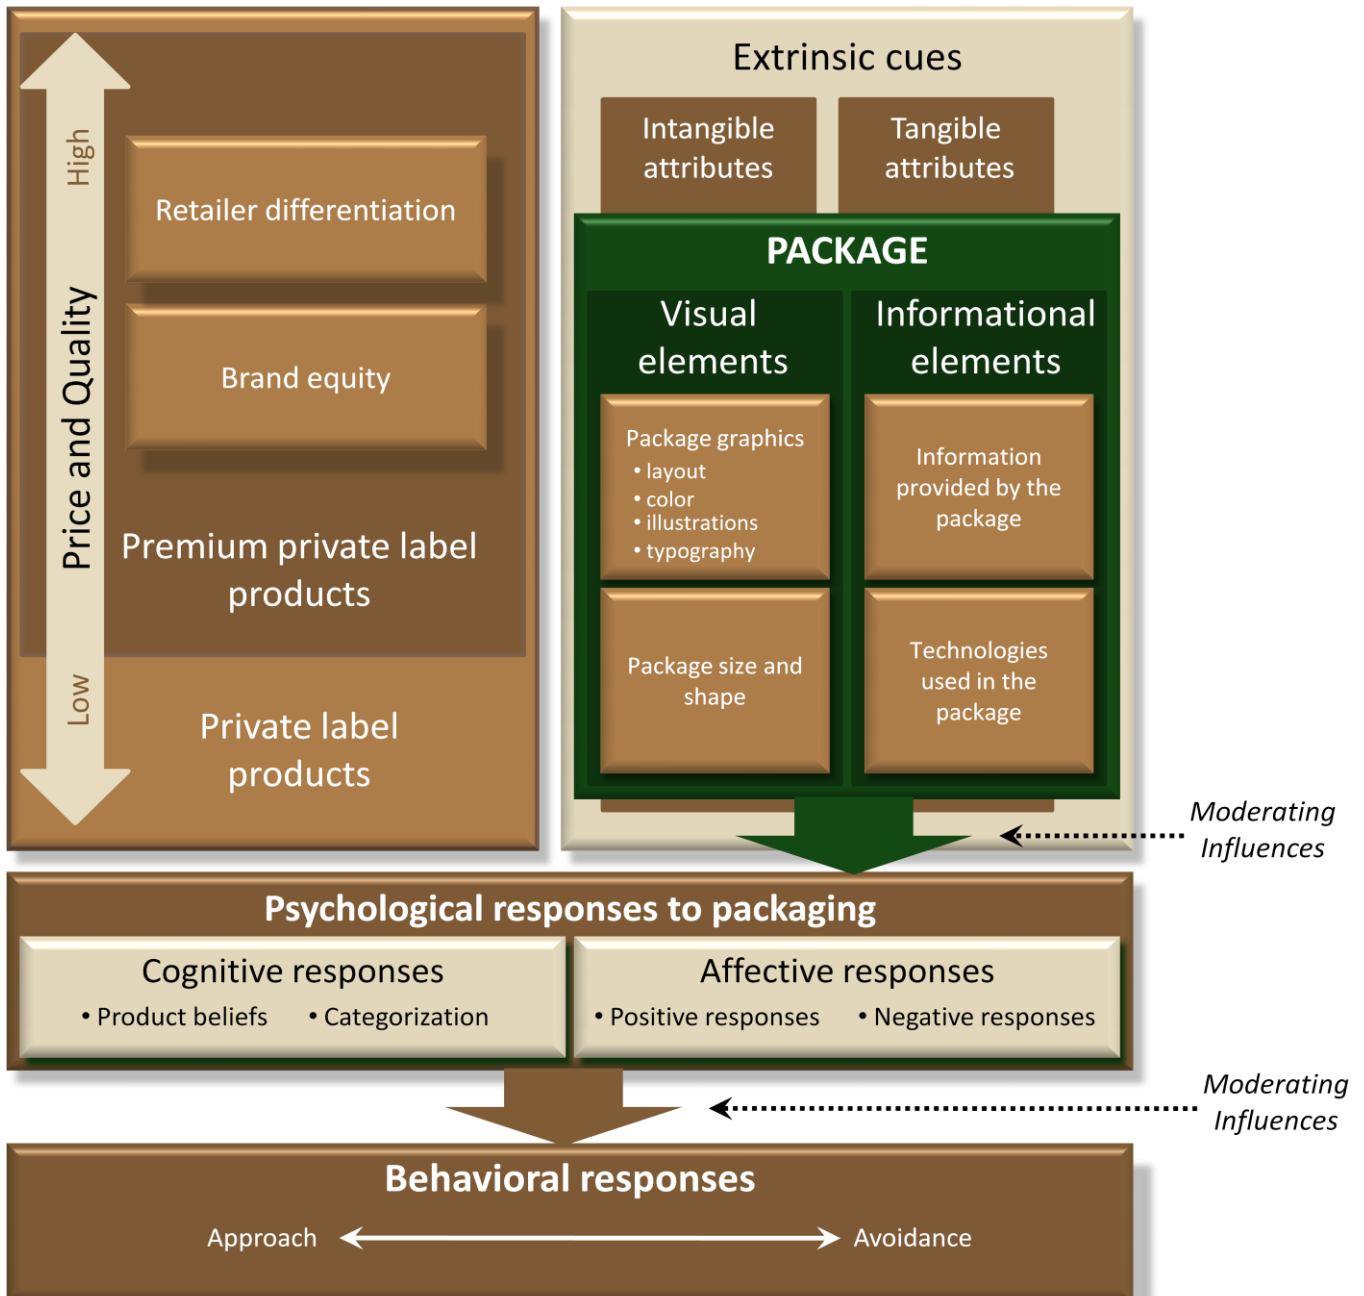 High
Price and Quality
Low
Retailer differentiation
Brand equity
Premium private label
products
Private label
products
Extrinsic cues
Intangible
attributes
Tangible
attributes
PACKAGE
Visual
elements
Package graphics
• layout
• color
• illustrations
• typography
Package size and
shape
Informational
elements
Information
provided by the
package
Technologies
used in the
package
Moderating
Influences
Psychological responses to packaging
Cognitive responses
• Product beliefs • Categorization
Affective responses
• Positive responses • Negative responses
Moderating
Influences
Behavioral responses
Approach Avoidance